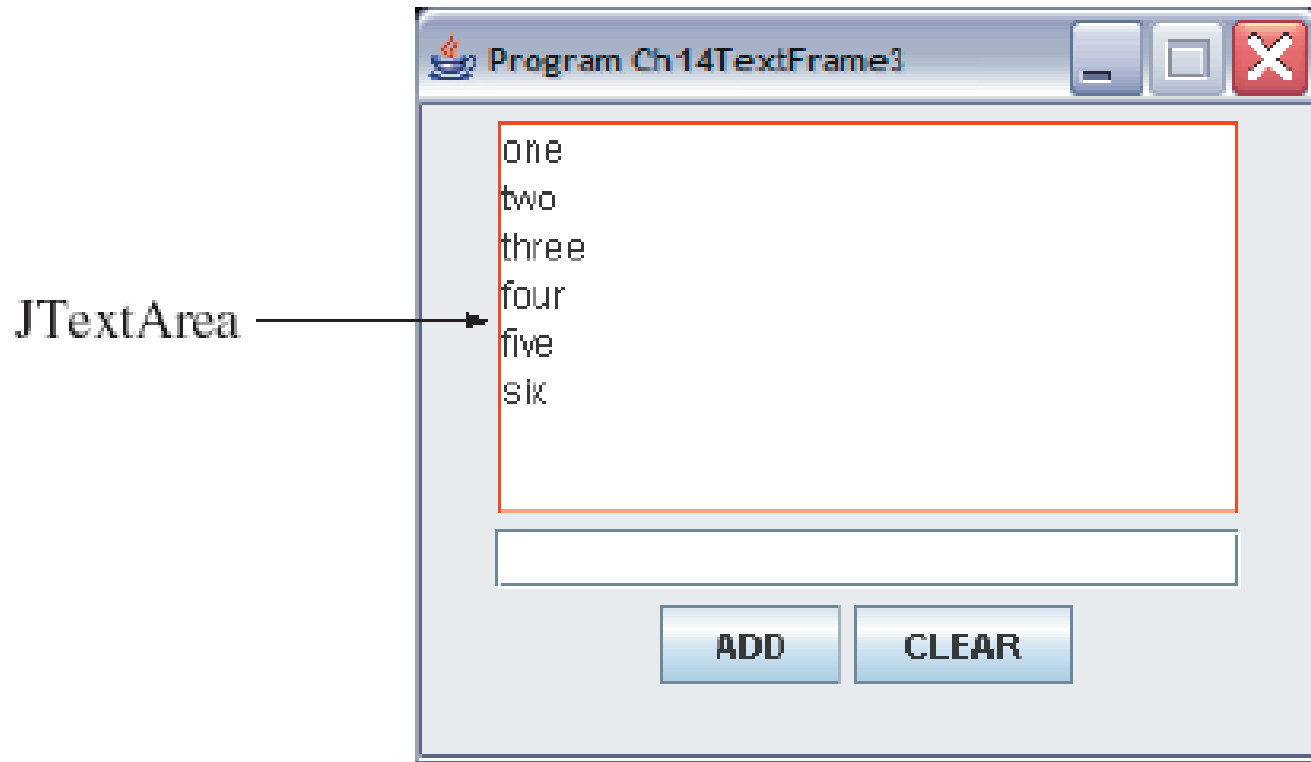 Program Ch14TextFrame3
one
two
three
four
five
six
JTextArea
ADD
CLEAR